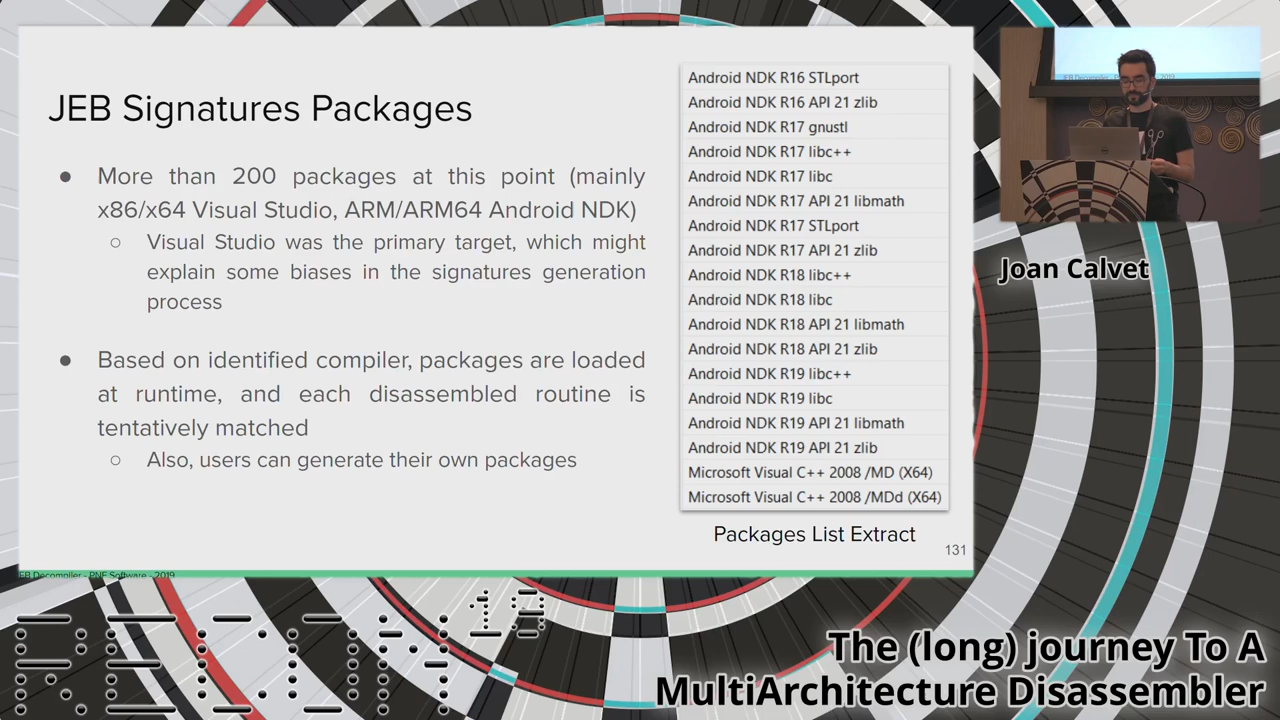 JEB Signatures Packages
● More than 200 packages at this point (mainly
x86/x64 Visual Studio, ARM/ARM64 Android NDK)
○ Visual Studio was the primary target, which might
explain some biases in the signatures generation
process
● Based on identified compiler, packages are loaded
at runtime, and each disassembled routine is
tentatively matched
○ Also, users can generate their own packages
Android NDK R16 STLport
Android NDK R16 API 21 zlib
Android NDK R17 gnustl
Android NDK R17 libc++
Android NDK R17 libc
Android NDK R17 API 21 libmath
Android NDK R17 STLport
Android NDK R17 API 21 zlib
Android NDK R18 libc++
Android NDK R18 libc
Android NDK R18 API 21 libmath
Android NDK R18 API 21 zlib
Android NDK R19 libc++
Android NDK R19 libc
Android NDK R19 API 21 libmath
Android NDK R19 API 21 zlib
Microsoft Visual C++ 2008 /MD (X64)
Microsoft Visual C++ 2008 /MDd (X64)
Packages List Extract
131
JEB Decompiler - PNF Software - 2019
Joan Calvet
RECON 19
The (long) journey To A
MultiArchitecture Disassembler